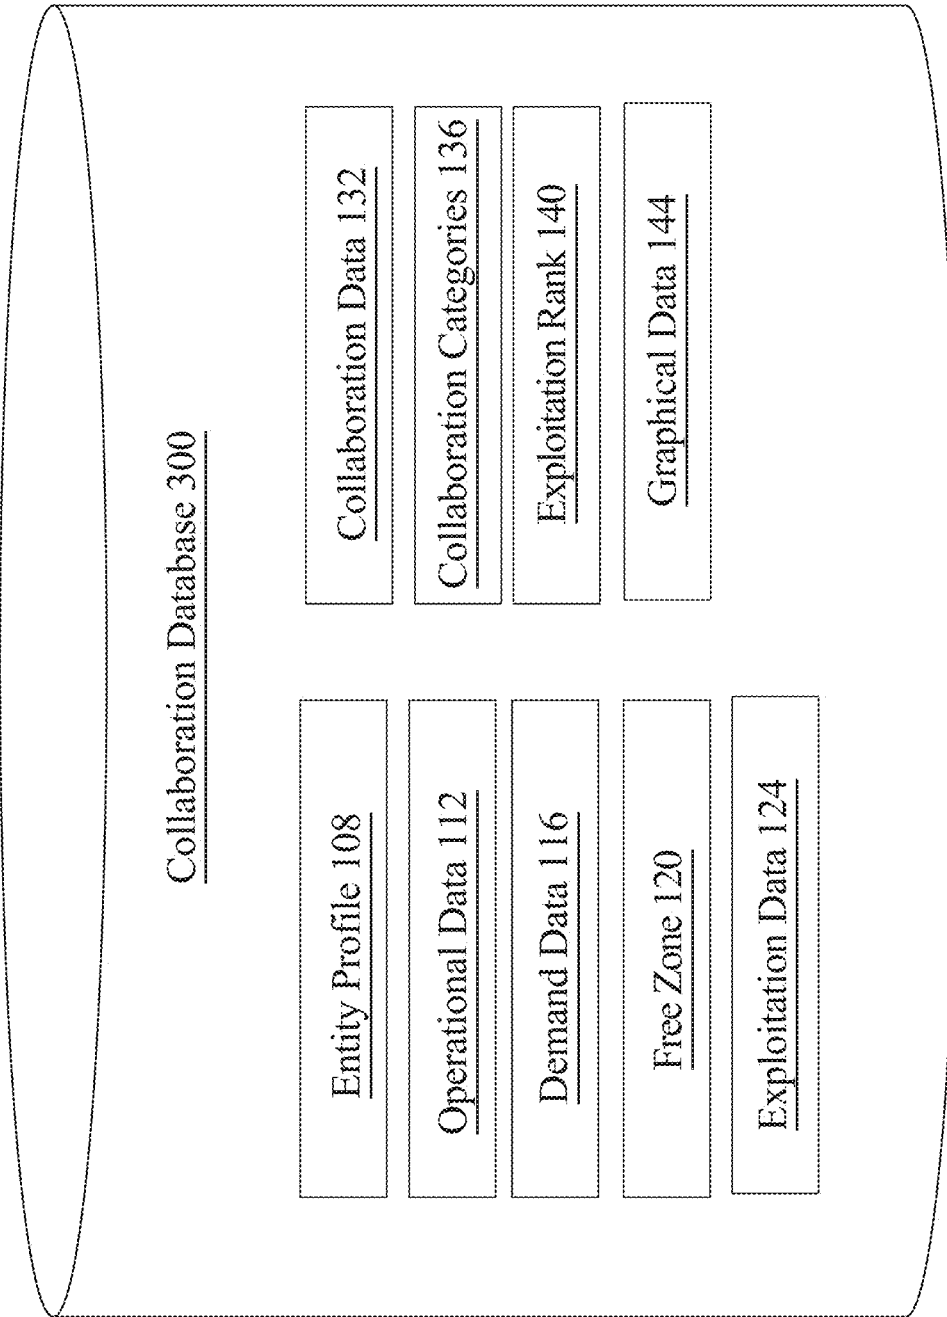 Collaboration Database 300
Entity Profile 108
Operational Data 112
Demand Data 116
Free Zone 120
Exploitation Data 124
Collaboration Data 132
Collaboration Categories 136
Exploitation Rank 140
Graphical Data 144